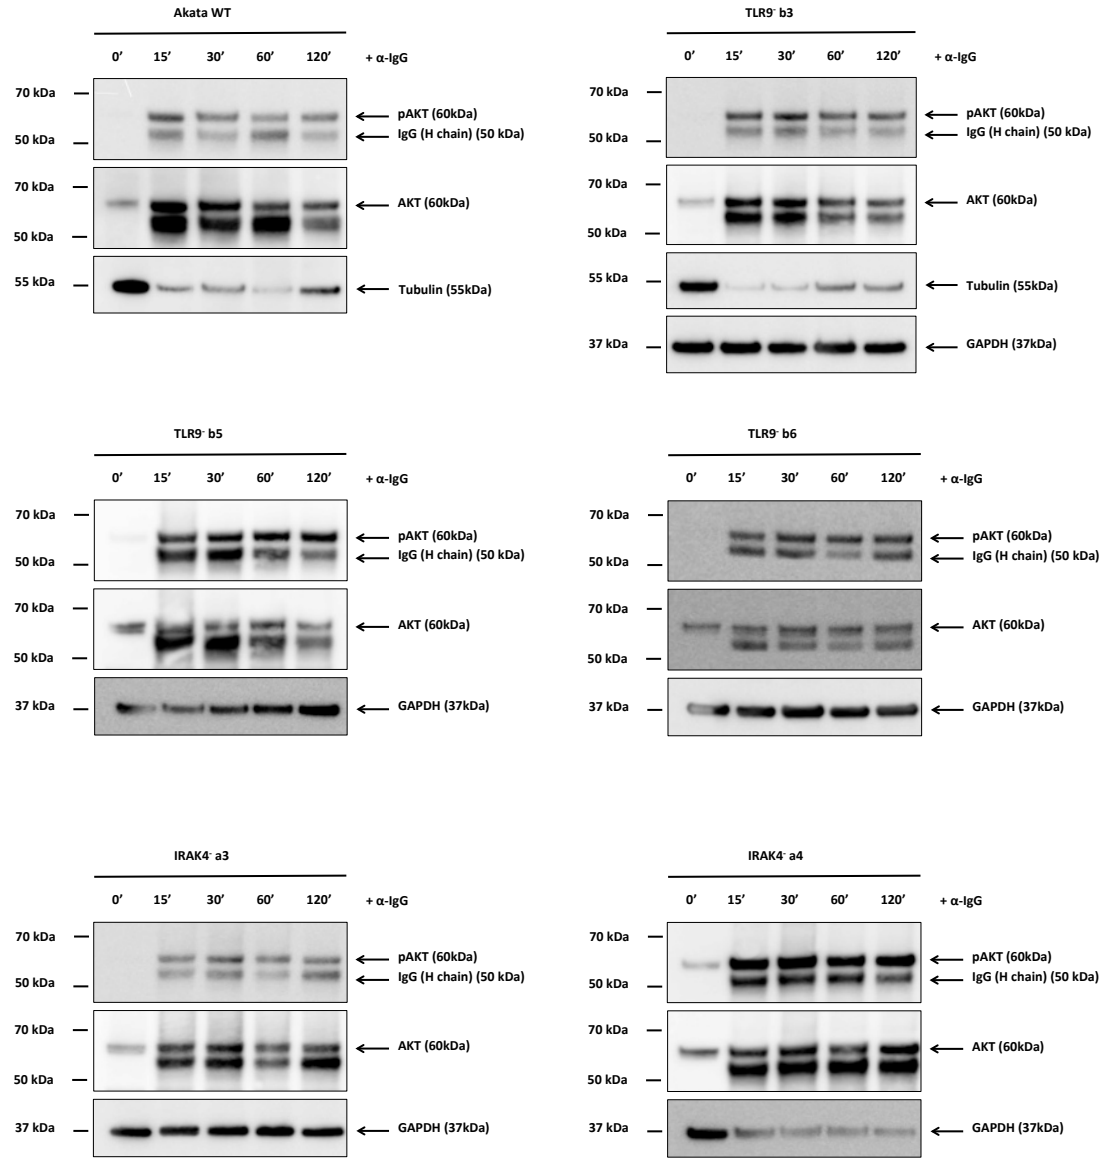 Akata WT
0’ 15’ 30’ 60’ 120’ + α-IgG
70 kDa
pAKT (60kDa)
IgG (H chain) (50 kDa)
50 kDa
70 kDa
AKT (60kDa)
50 kDa
55 kDa
Tubulin (55kDa)
TLR9- b3
0’ 15’ 30’ 60’ 120’ + α-IgG
70 kDa
pAKT (60kDa)
IgG (H chain) (50 kDa)
50 kDa
70 kDa
AKT (60kDa)
50 kDa
55 kDa
Tubulin (55kDa)
37 kDa
GAPDH (37kDa)
TLR9- b5
0’ 15’ 30’ 60’ 120’ + α-IgG
70 kDa
pAKT (60kDa)
IgG (H chain) (50 kDa)
50 kDa
70 kDa
AKT (60kDa)
50 kDa
37 kDa
GAPDH (37kDa)
TLR9- b6
0’ 15’ 30’ 60’ 120’ + α-IgG
70 kDa
pAKT (60kDa)
IgG (H chain) (50 kDa)
50 kDa
70 kDa
AKT (60kDa)
50 kDa
37 kDa
GAPDH (37kDa)
IRAK4- a3
0’ 15’ 30’ 60’ 120’ + α-IgG
70 kDa
pAKT (60kDa)
IgG (H chain) (50 kDa)
50 kDa
70 kDa
AKT (60kDa)
50 kDa
37 kDa
GAPDH (37kDa)
IRAK4- a4
0’ 15’ 30’ 60’ 120’ + α-IgG
70 kDa
pAKT (60kDa)
IgG (H chain) (50 kDa)
50 kDa
70 kDa
AKT (60kDa)
50 kDa
37 kDa
GAPDH (37kDa)